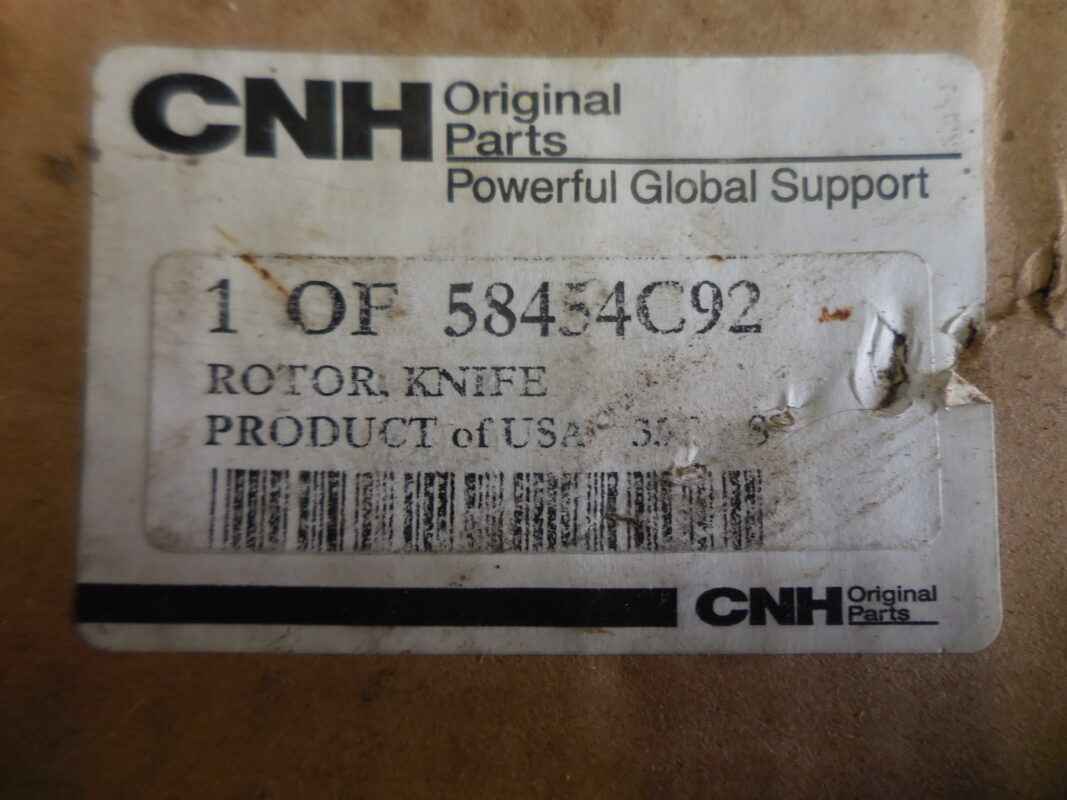 CNH Original
Parts
Powerful Global Support
1 OF 58454C92
ROTOR, KNIFE
PRODUCT of USA
CNH Original
Parts